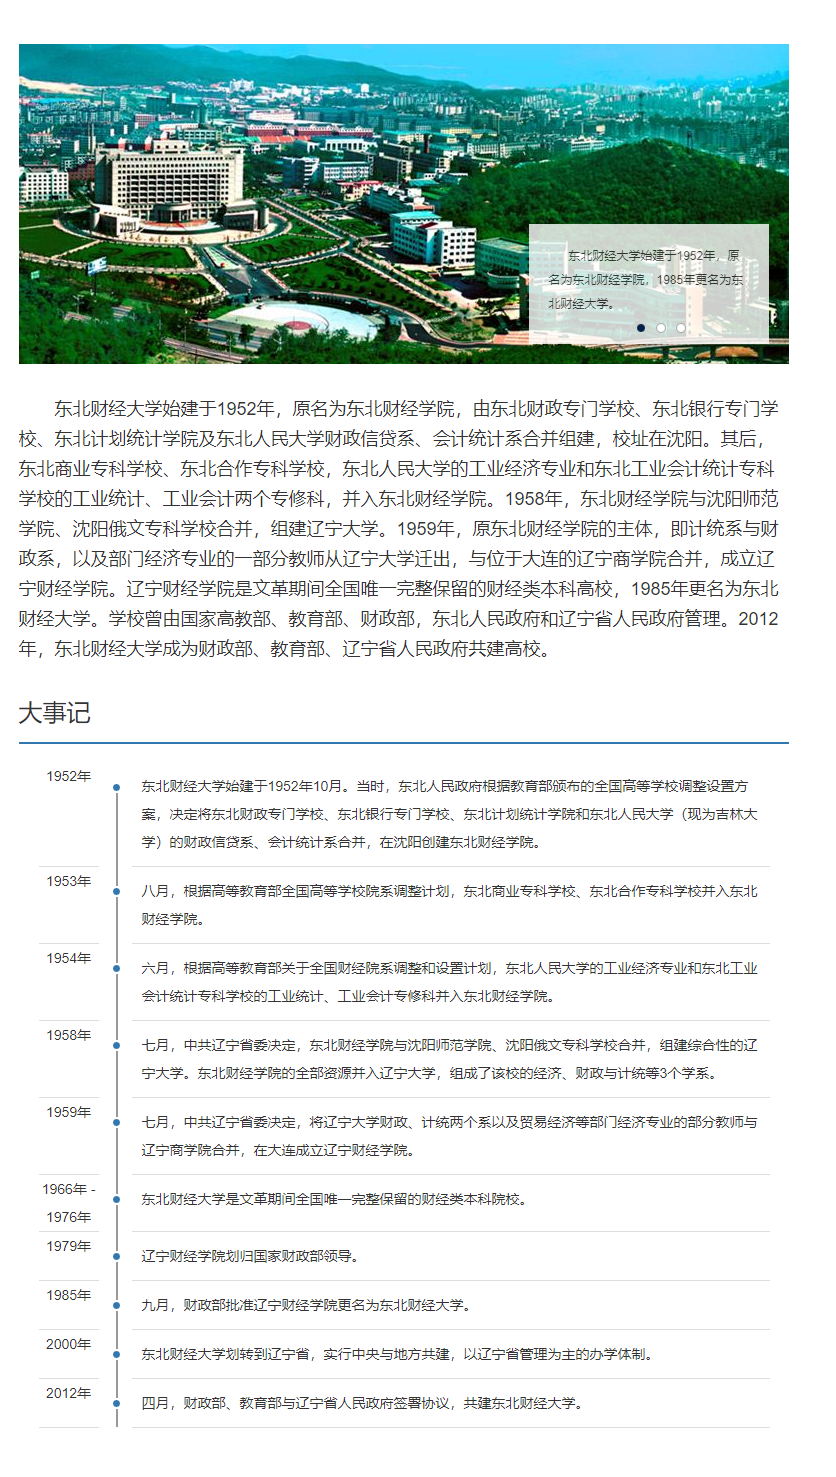 东北财经大学始建于1952年，原
名为东北财经学院，1985年更名为东
北财经大学。
东北财经大学始建于1952年，原名为东北财经学院，由东北财政专门学校、东北银行专门学
校、东北计划统计学院及东北人民大学财政信贷系、会计统计系合并组建，校址在沈阳。其后，
东北商业专科学校、东北合作专科学校，东北人民大学的工业经济专业和东北工业会计统计专科
学校的工业统计、工业会计两个专修科，并入东北财经学院。1958年，东北财经学院与沈阳师范
学院、沈阳俄文专科学校合并，组建辽宁大学。1959年，原东北财经学院的主体，即计统系与财
政系，以及部门经济专业的一部分教师从辽宁大学迁出，与位于大连的辽宁商学院合并，成立辽
宁财经学院。辽宁财经学院是文革期间全国唯一完整保留的财经类本科高校，1985年更名为东北
财经大学。学校曾由国家高教部、教育部、财政部，东北人民政府和辽宁省人民政府管理。2012
年，东北财经大学成为财政部、教育部、辽宁省人民政府共建高校。
大事记
1952年
东北财经大学始建于1952年10月。当时，东北人民政府根据教育部颁布的全国高等学校调整设置方
案，决定将东北财政专门学校、东北银行专门学校、东北计划统计学院和东北人民大学（现为吉林大
学）的财政信贷系、会计统计系合并，在沈阳创建东北财经学院。
1953年
八月，根据高等教育部全国高等学校院系调整计划，东北商业专科学校、东北合作专科学校并入东北
财经学院。
1954年
六月，根据高等教育部关于全国财经院系调整和设置计划，东北人民大学的工业经济专业和东北工业
会计统计专科学校的工业统计、工业会计专修科并入东北财经学院。
1958年
七月，中共辽宁省委决定，东北财经学院与沈阳师范学院、沈阳俄文专科学校合并，组建综合性的辽
宁大学。东北财经学院的全部资源并入辽宁大学，组成了该校的经济、财政与计统等3个学系。
1959年
七月，中共辽宁省委决定，将辽宁大学财政、计统两个系以及贸易经济等部门经济专业的部分教师与
辽宁商学院合并，在大连成立辽宁财经学院。
1966年 -
1976年
东北财经大学是文革期间全国唯一完整保留的财经类本科院校。
1979年
辽宁财经学院划归国家财政部领导。
1985年
九月，财政部批准辽宁财经学院更名为东北财经大学。
2000年
东北财经大学划转到辽宁省，实行中央与地方共建，以辽宁省管理为主的办学体制。
2012年
四月，财政部、教育部与辽宁省人民政府签署协议，共建东北财经大学。